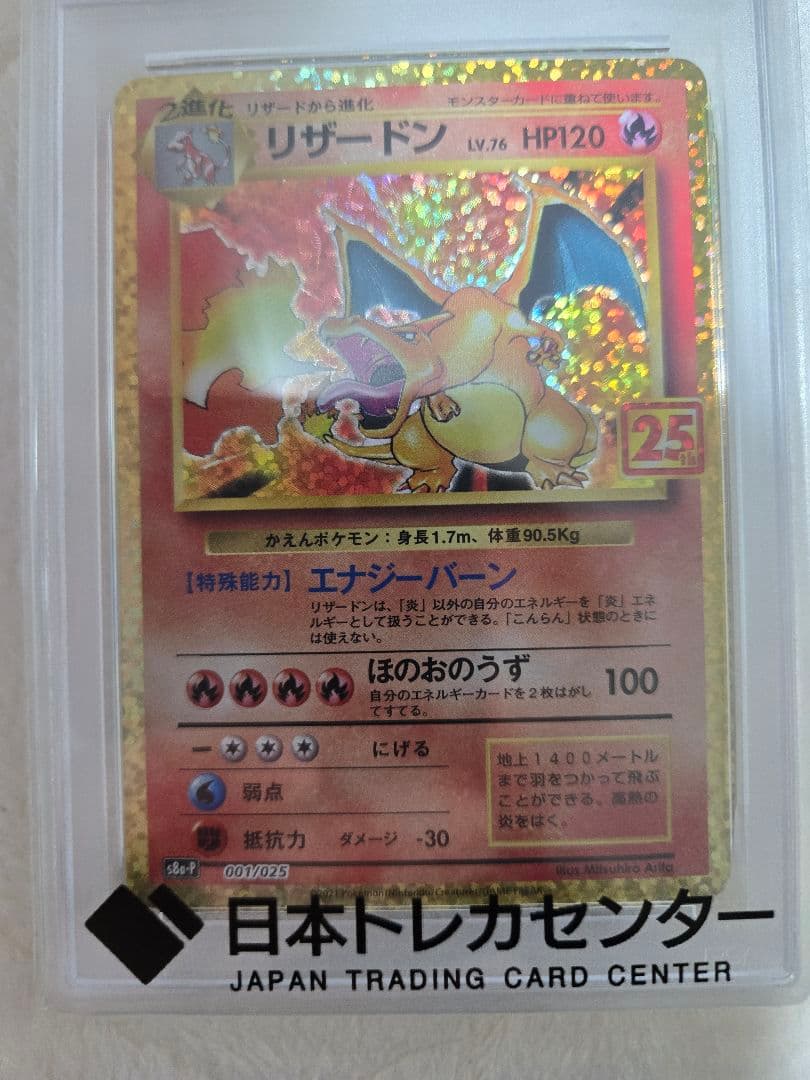 2進化 リザードから進化 モンスターカードに重ねて使います。
リザードン LV.76 HP120
25th
かえんポケモン：身長1.7m、体重90.5Kg
【特殊能力】エナジーバーン
リザードンは、「炎」以外の自分のエネルギーを「炎」エネ
ルギーとして扱うことができる。「こんらん」状態のときに
は使えない。
ほのおのうず 100
自分のエネルギーカードを2枚はがし
てすてる。
ー にげる
弱点
抵抗力 ダメージ -30
地上1400メートル
まで羽をつかって飛ぶ
ことができる。高熱の
炎をはく。
s8a-P 001/025 Illus. Mitsuhiro Arita
©2021 Pokémon/Nintendo/Creatures/GAME FREAK
日本トレカセンター
JAPAN TRADING CARD CENTER